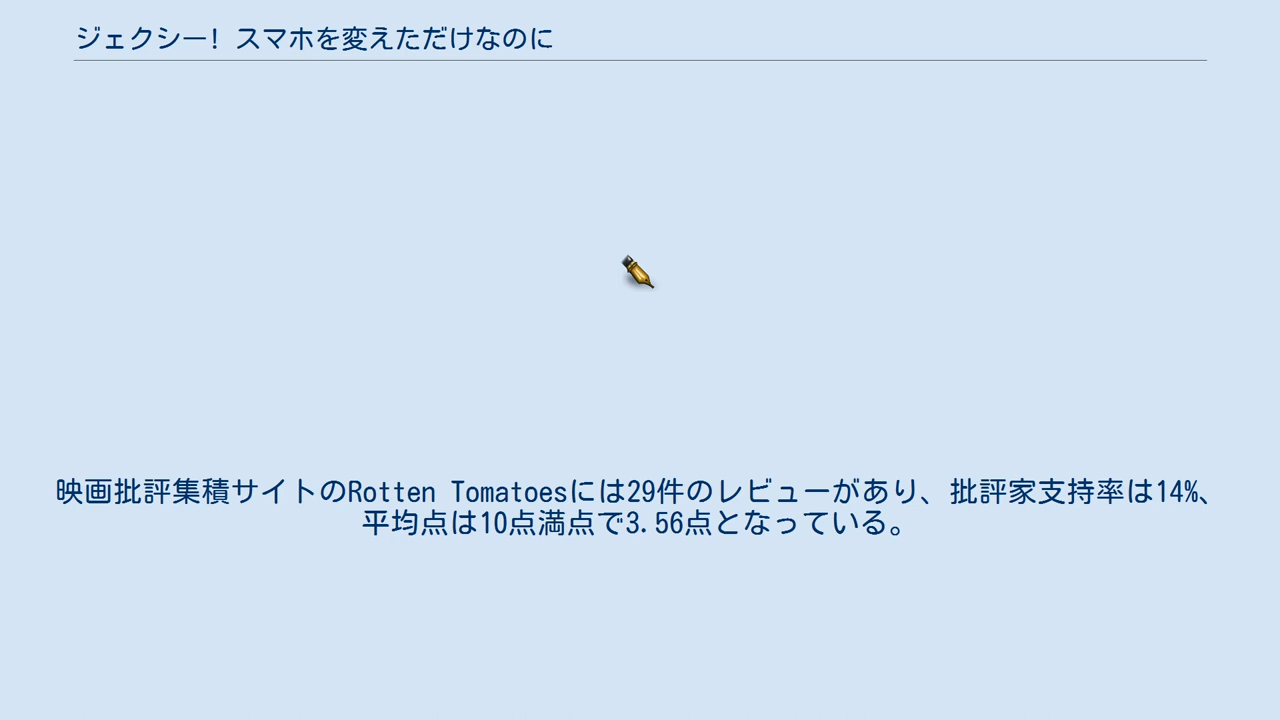 ジェクシー! スマホを変えただけなのに
映画批評集積サイトのRotten Tomatoesには29件のレビューがあり、批評家支持率は14%、
平均点は10点満点で3.56点となっている。